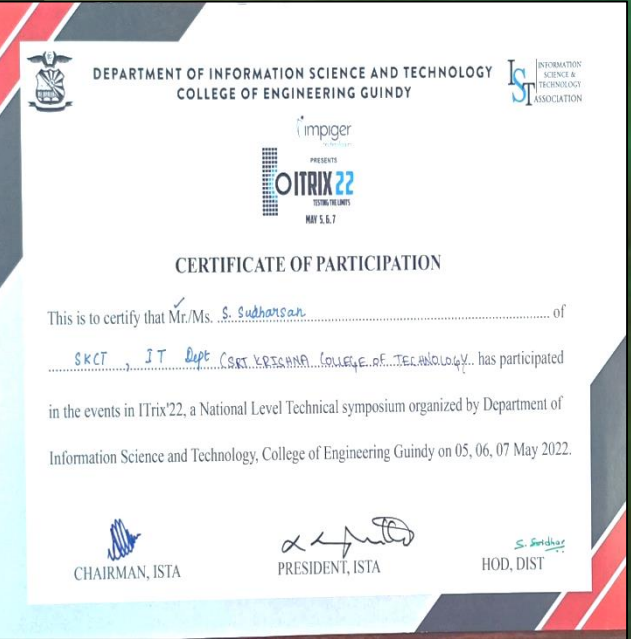 DEPARTMENT OF INFORMATION SCIENCE AND TECHNOLOGY
COLLEGE OF ENGINEERING GUINDY
IST
INFORMATION
SCIENCE &
TECHNOLOGY
ASSOCIATION
impiger
PRESENTS
ITRIX 22
TESTING THE LIMITS
MAY 5, 6, 7
CERTIFICATE OF PARTICIPATION
This is to certify that Mr./Ms. S. Sudharsan of
SKCT, IT Dept (SRI KRISHNA COLLEGE OF TECHNOLOGY has participated
in the events in ITrix'22, a National Level Technical symposium organized by Department of
Information Science and Technology, College of Engineering Guindy on 05, 06, 07 May 2022.
S. Sridhar
CHAIRMAN, ISTA PRESIDENT, ISTA HOD, DIST